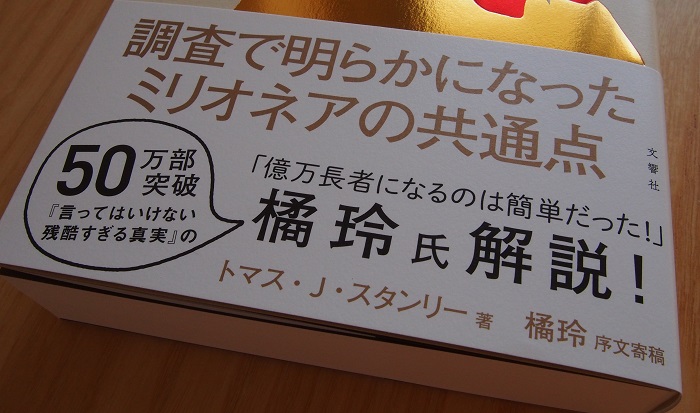 調査で明らかになった
ミリオネアの共通点
文響社
50万部突破
『言ってはいけない
残酷すぎる真実』の
「億万長者になるのは簡単だった!」
橘玲氏解説!
トマス・J・スタンリー 著 橘玲 序文寄稿